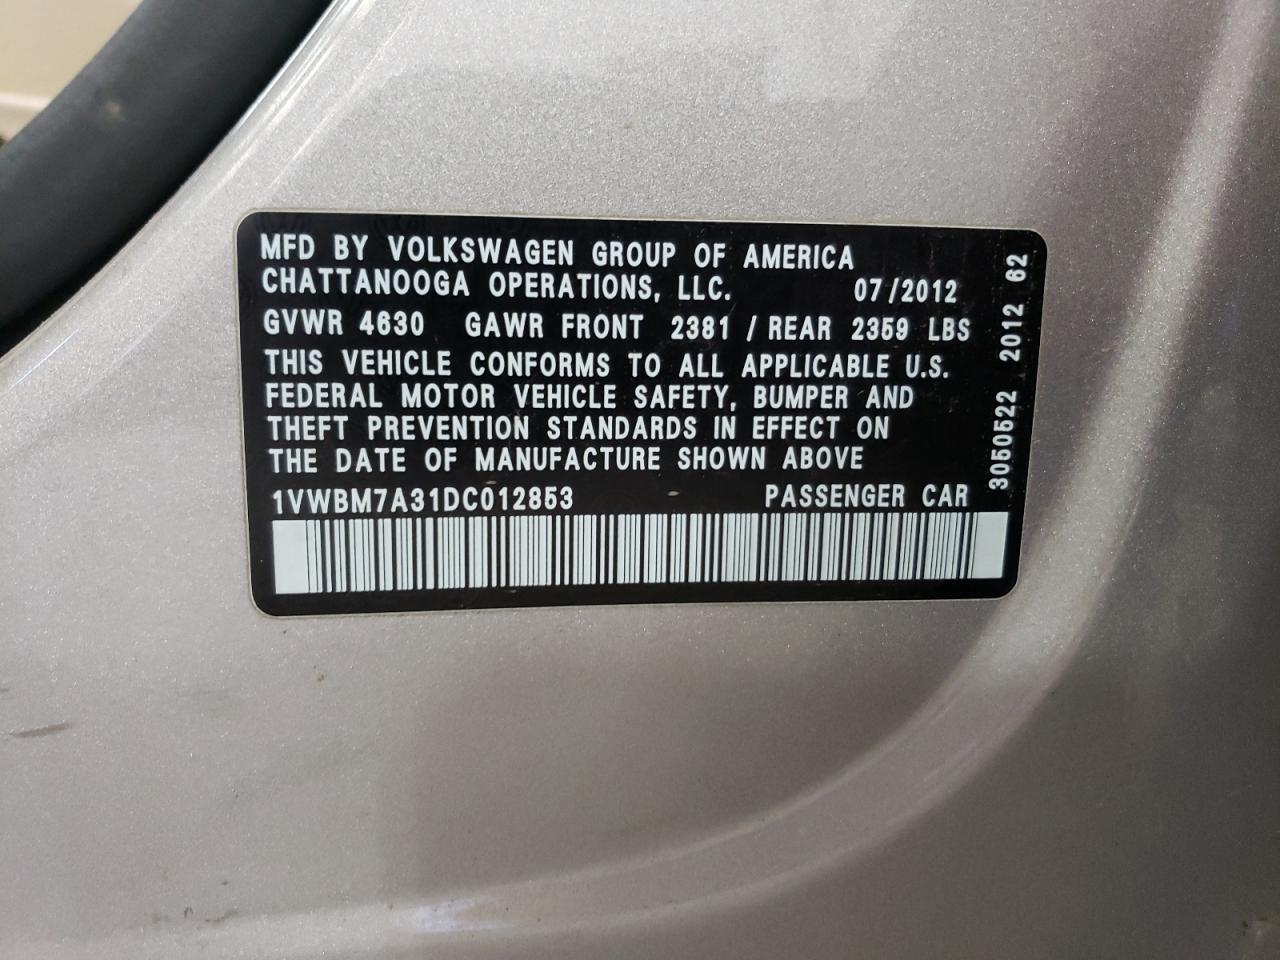 MFD BY VOLKSWAGEN GROUP OF AMERICA
CHATTANOOGA OPERATIONS, LLC. 07/2012
GVWR 4630 GAWR FRONT 2381 / REAR 2359 LBS
THIS VEHICLE CONFORMS TO ALL APPLICABLE U.S.
FEDERAL MOTOR VEHICLE SAFETY, BUMPER AND
THEFT PREVENTION STANDARDS IN EFFECT ON
THE DATE OF MANUFACTURE SHOWN ABOVE
1VWBM7A31DC012853 PASSENGER CAR
3050522 2012 62